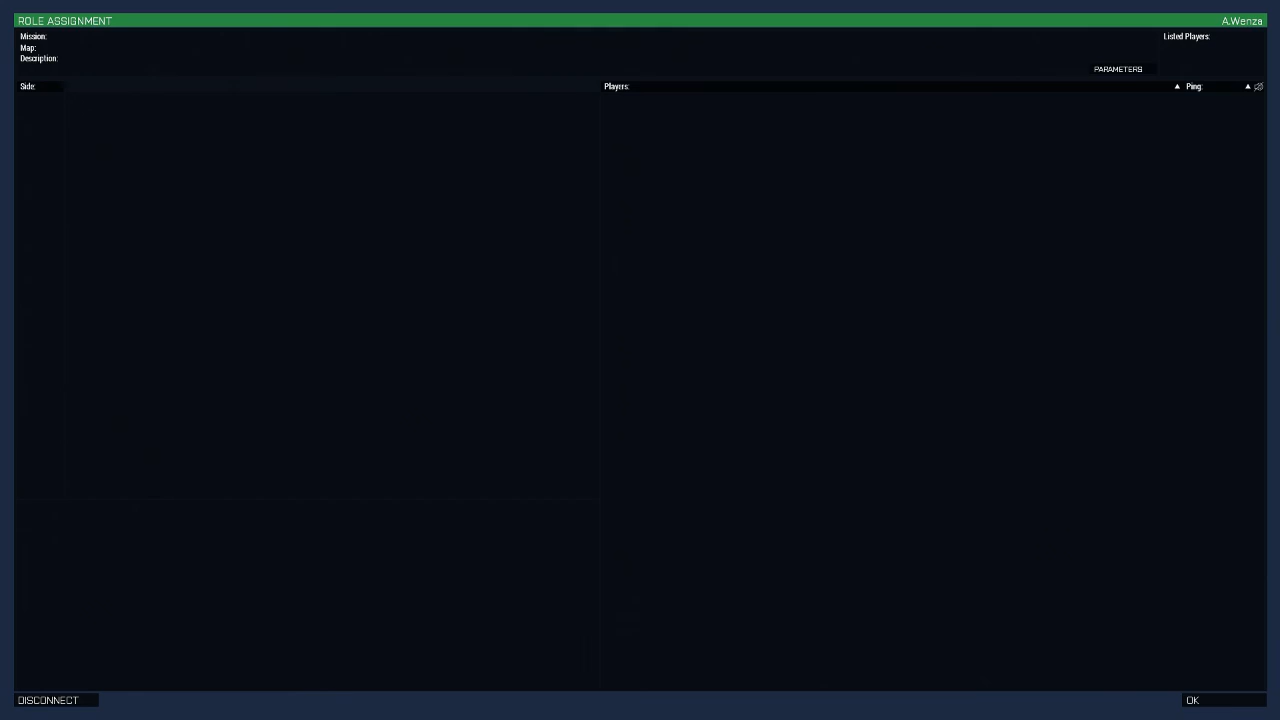 ROLE ASSIGNMENT A.Wenza
Mission: Listed Players:
Map:
Description:
PARAMETERS
Side: Players: Ping:
DISCONNECT OK